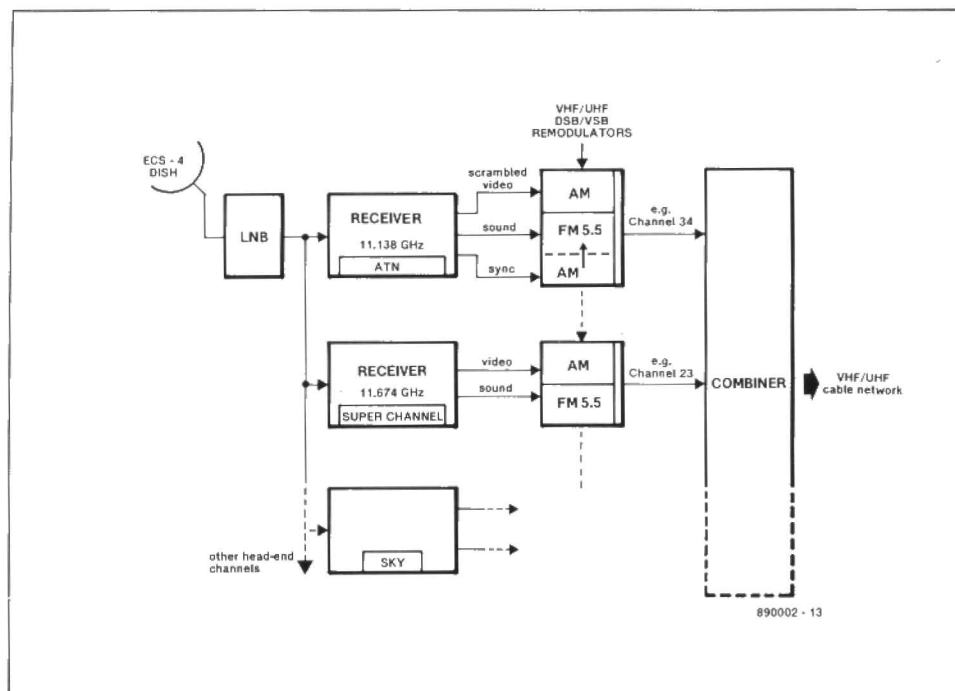 VHF/UHF
DSB/VSB
REMODULATORS
ECS - 4
DISH
LNB
RECEIVER
11.138 GHz
ATN
scrambled
video
sound
sync
AM
FM 5.5
AM
e.g.
Channel 34
RECEIVER
11.674 GHz
SUPER CHANNEL
video
sound
AM
FM 5.5
e.g.
Channel 23
COMBINER
VHF/UHF
cable network
other head-end
channels
SKY
890002 - 13